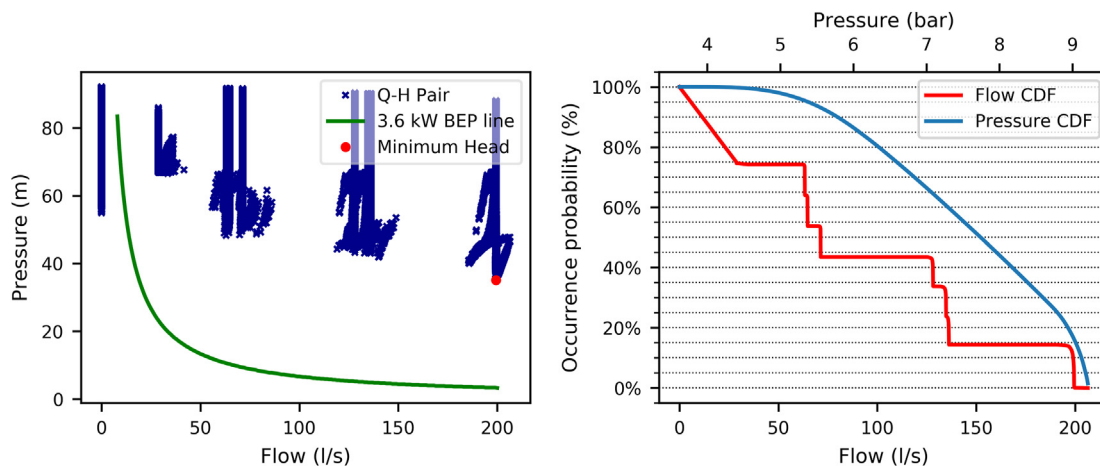 Pressure (m)
80
60
40
20
0
Q-H Pair
3.6 kW BEP line
Minimum Head
0 50 100 150 200
Flow (l/s)
Pressure (bar)
4 5 6 7 8 9
Occurrence probability (%)
100%
80%
60%
40%
20%
0%
Flow CDF
Pressure CDF
0 50 100 150 200
Flow (l/s)